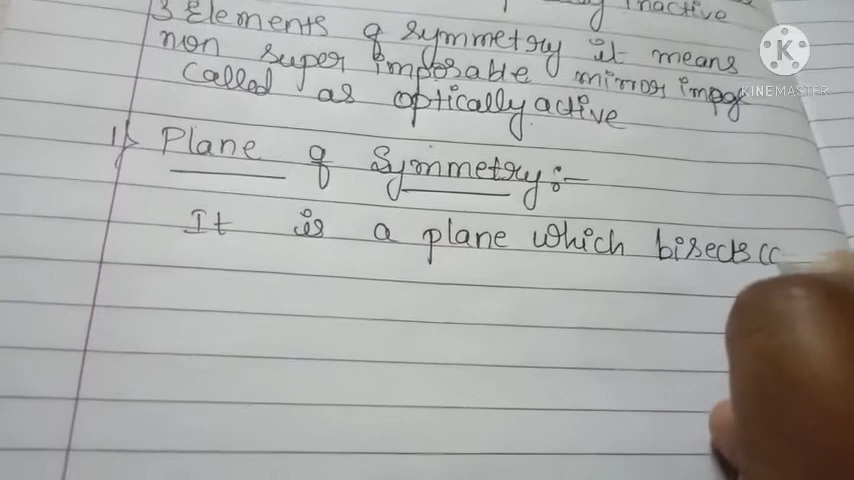 inactive
3 Elements of symmetry it means
non super imposable mirror image
called as optically active
1} Plane of Symmetry :-
It is a plane which bisects (c
KINEMASTER